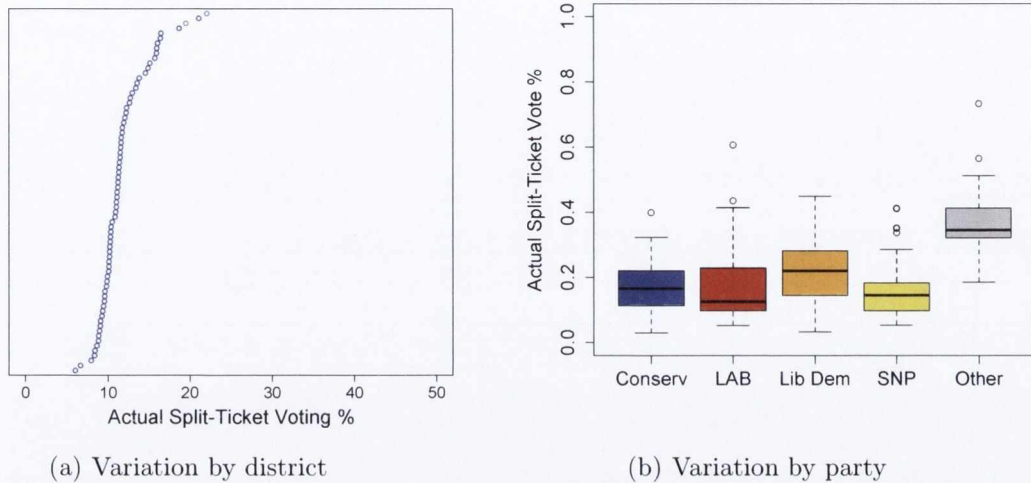 0 10 20 30 40 50
Actual Split-Ticket Voting %
(a) Variation by district
Actual Split-Ticket Vote %
1.0
0.8
0.6
0.4
0.2
0.0
Conserv LAB Lib Dem SNP Other
(b) Variation by party